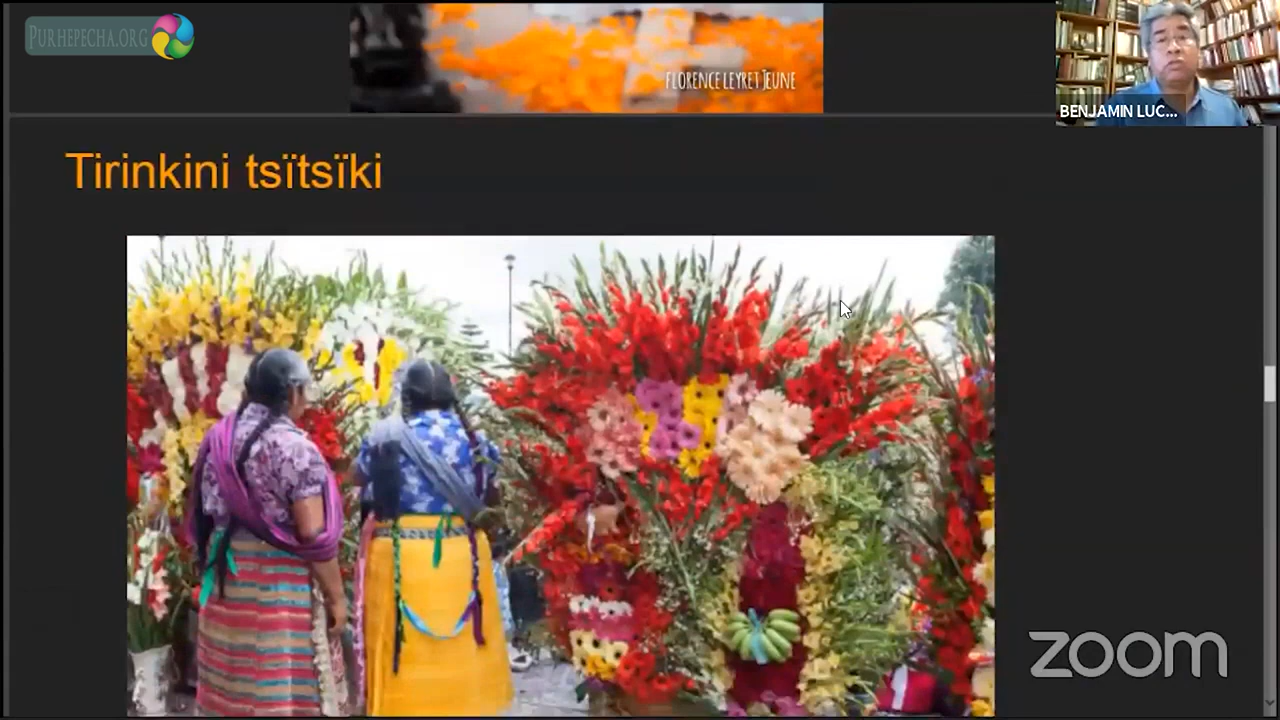 PURHEPECHA.ORG
FLORENCE LEYRET JEUNE
BENJAMIN LUC...
Tirinkini tsïtsïki
zoom